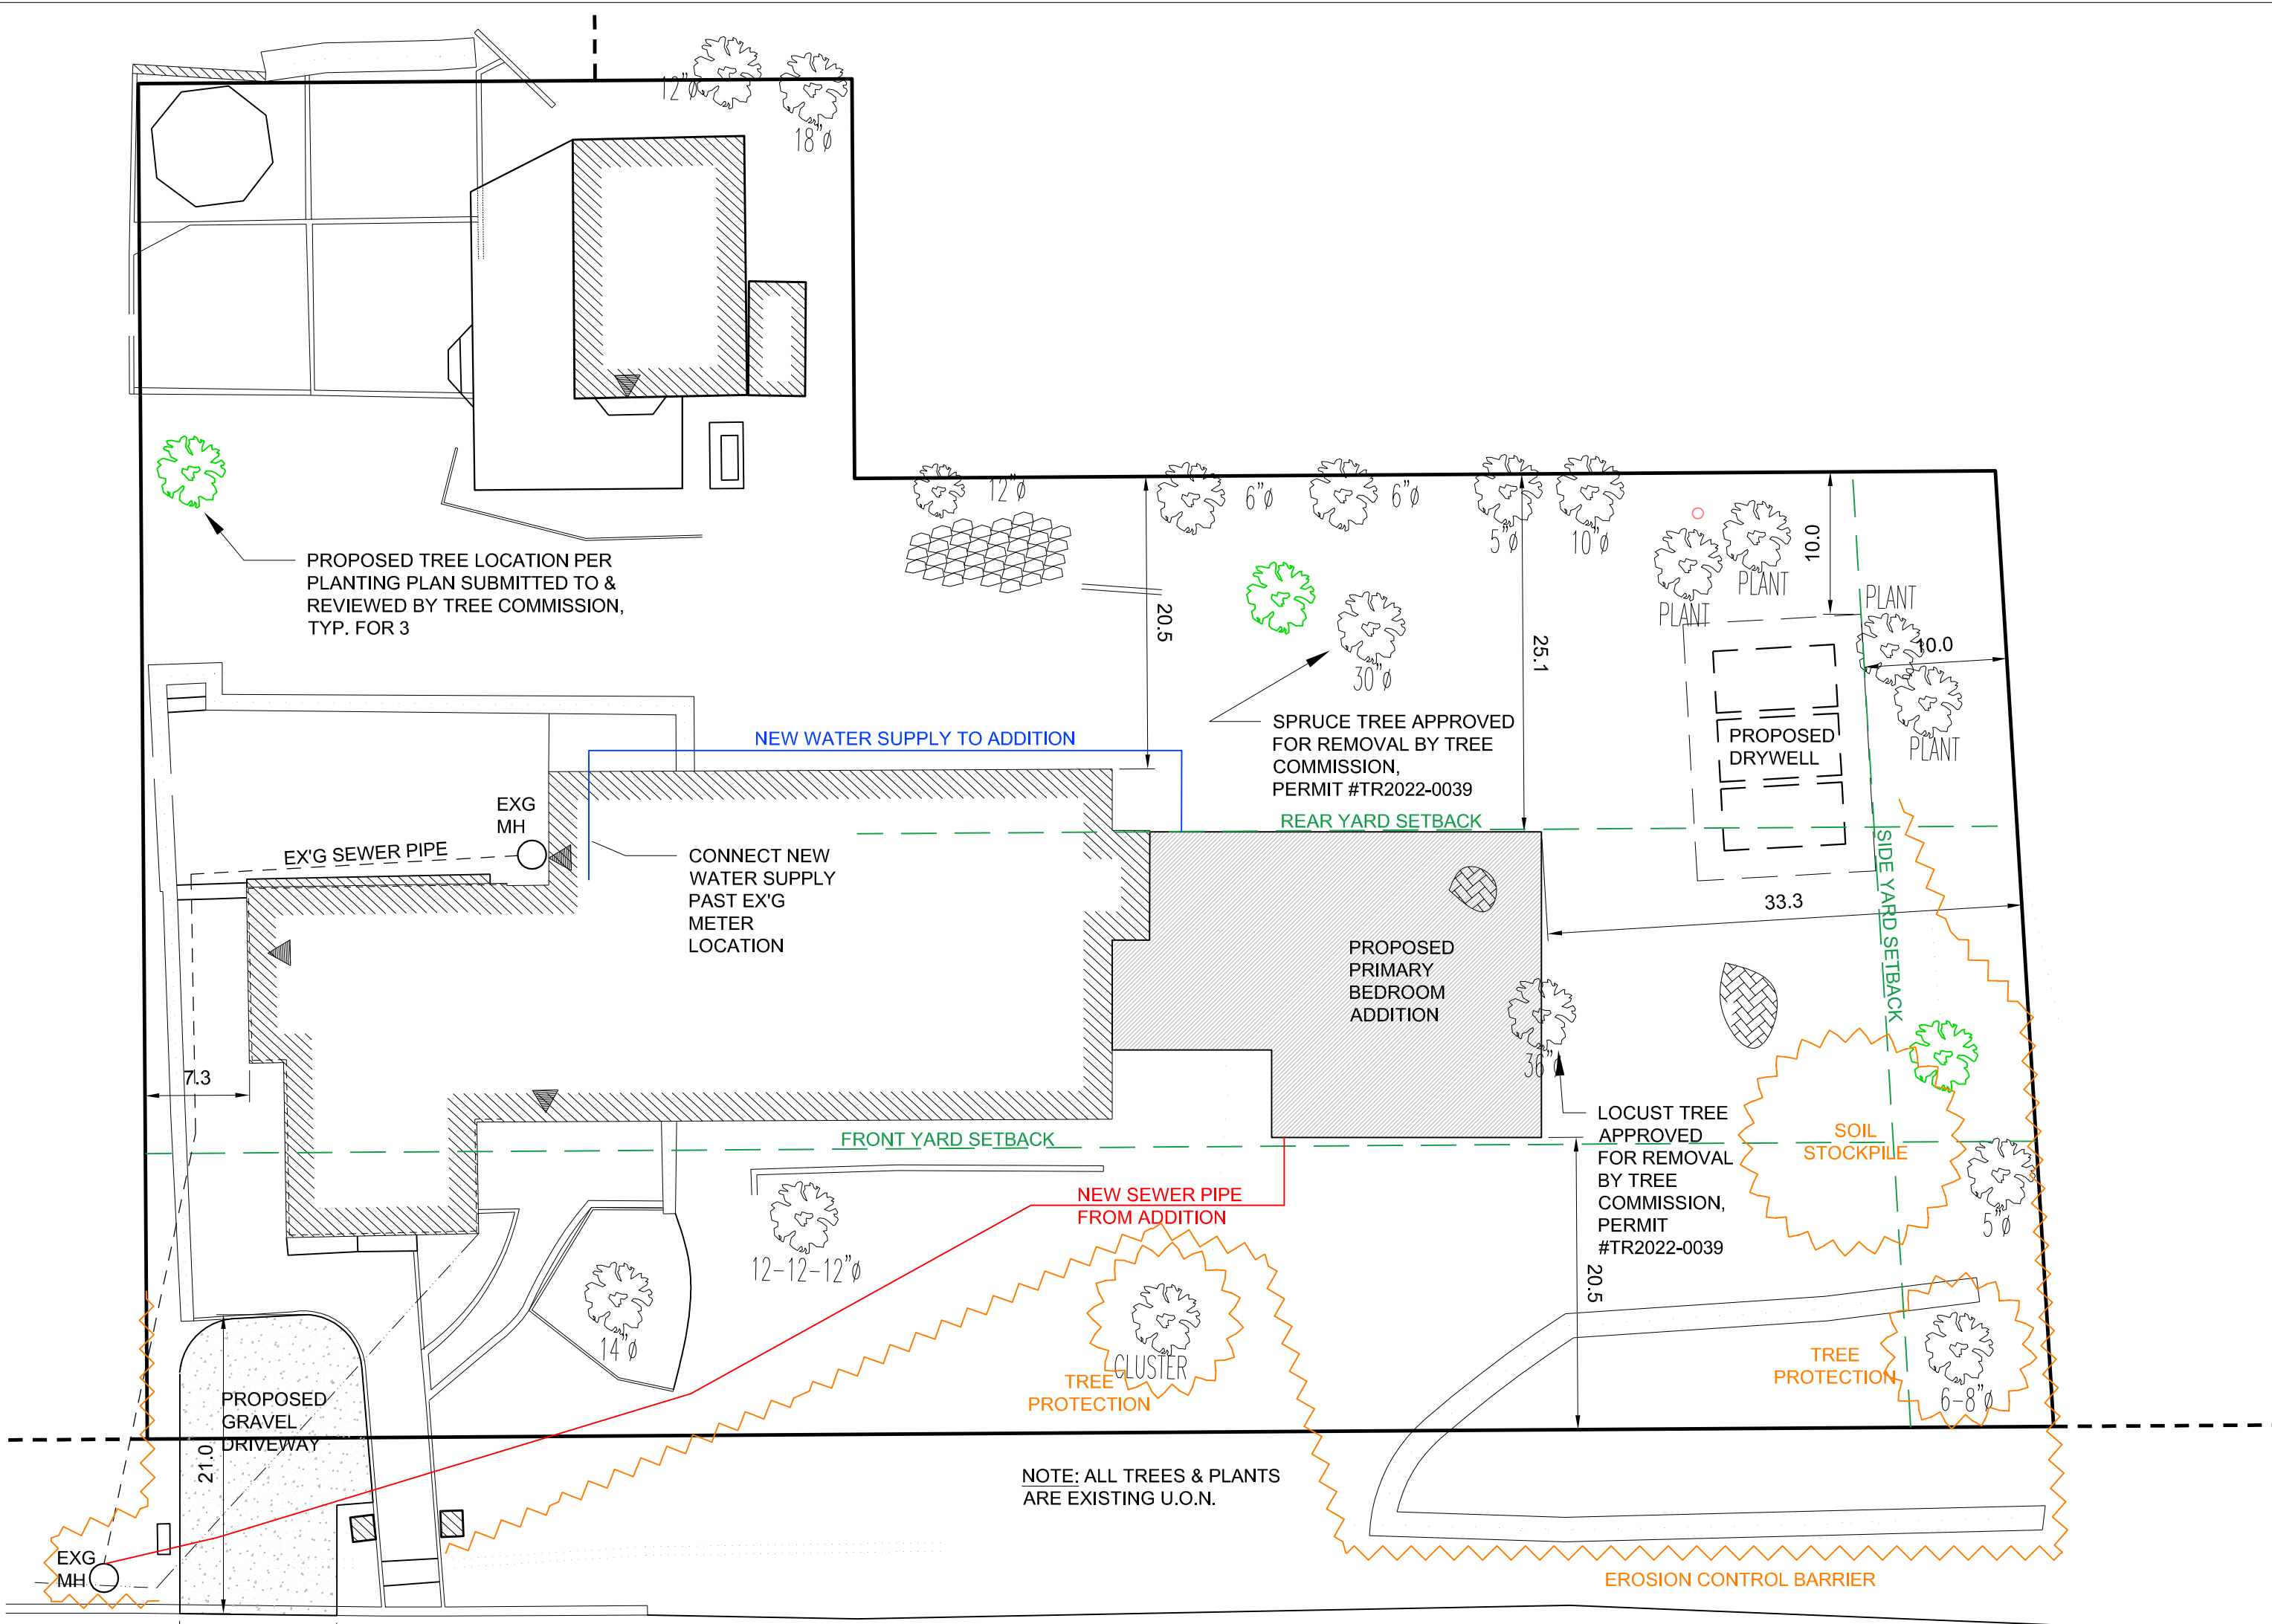 12"ø
18"ø
12"ø
6"ø
6"ø
5"ø
10"ø
10.0
PROPOSED TREE LOCATION PER
PLANTING PLAN SUBMITTED TO &
REVIEWED BY TREE COMMISSION,
TYP. FOR 3
20.5
25.1
30"ø
PLANT
PLANT
PLANT
10.0
PLANT
SPRUCE TREE APPROVED
FOR REMOVAL BY TREE
COMMISSION,
PERMIT #TR2022-0039
PROPOSED
DRYWELL
NEW WATER SUPPLY TO ADDITION
REAR YARD SETBACK
EXG
MH
EX'G SEWER PIPE
CONNECT NEW
WATER SUPPLY
PAST EX'G
METER
LOCATION
SIDE YARD SETBACK
33.3
PROPOSED
PRIMARY
BEDROOM
ADDITION
36"ø
7.3
LOCUST TREE
APPROVED
FOR REMOVAL
BY TREE
COMMISSION,
PERMIT
#TR2022-0039
SOIL
STOCKPILE
FRONT YARD SETBACK
NEW SEWER PIPE
FROM ADDITION
5"ø
12-12-12"ø
20.5
14"ø
CLUSTER
TREE
PROTECTION
TREE
PROTECTION
6-8"ø
PROPOSED
GRAVEL
DRIVEWAY
21.0
NOTE: ALL TREES & PLANTS
ARE EXISTING U.O.N.
EXG
MH
EROSION CONTROL BARRIER